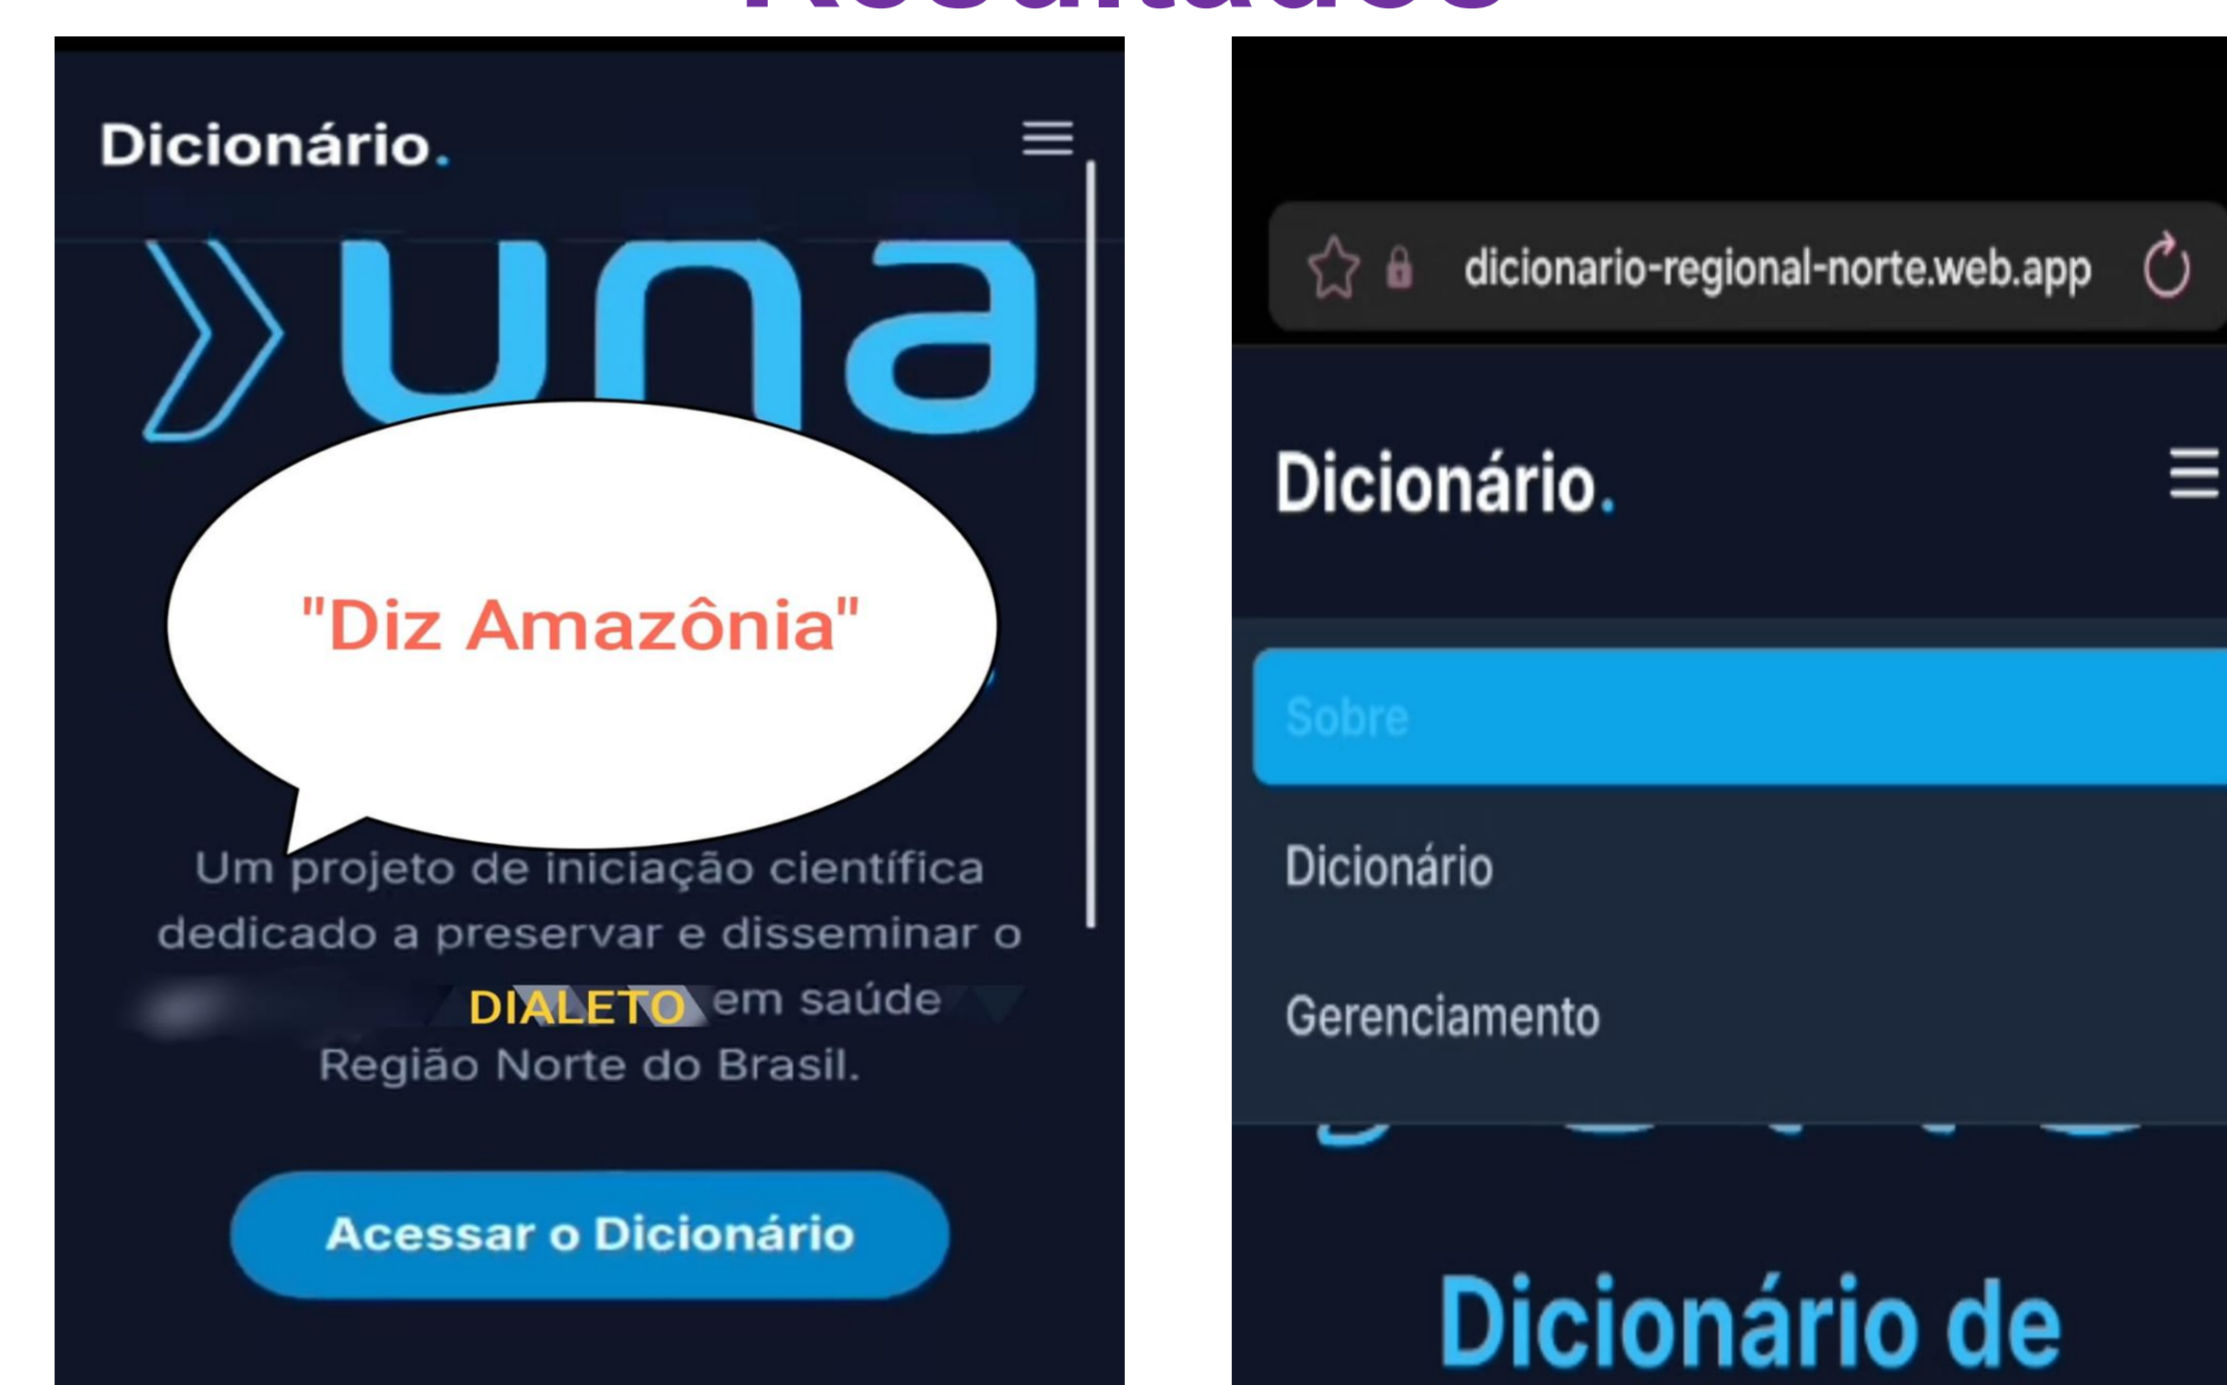 Resultados
Dicionário.
una
"Diz Amazônia"
Um projeto de iniciação científica
dedicado a preservar e disseminar o
DIALETO em saúde
Região Norte do Brasil.
Acessar o Dicionário
dicionario-regional-norte.web.app
Dicionário.
Sobre
Dicionário
Gerenciamento
Dicionário de